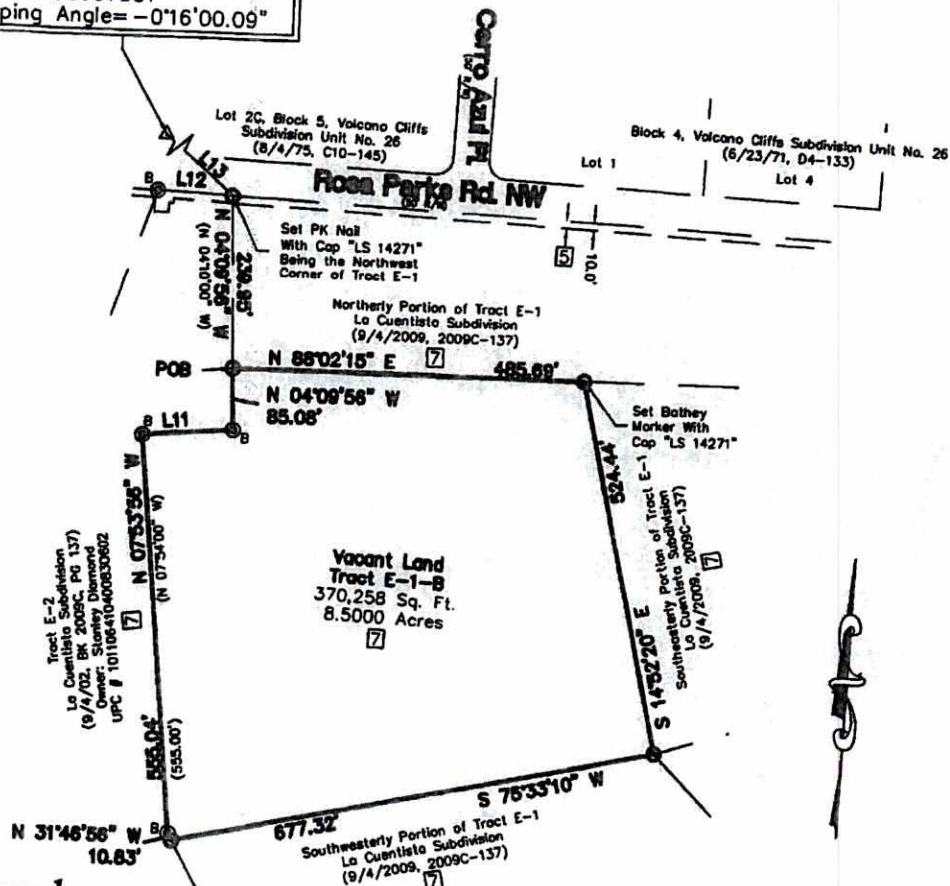 ping Angle= -0°16'00.09"
Cerro Azul Pl
Lot 2C, Block 5, Volcano Cliffs
Subdivision Unit No. 26
(8/4/75, C10-145)
Block 4, Volcano Cliffs Subdivision Unit No. 26
(6/23/71, D4-133)
Lot 1
Lot 4
L13
B
L12
Rosa Parks Rd. NW
Set PK Nail
With Cap "LS 14271"
Being the Northwest
Corner of Tract E-1
5
10.0'
N 04°09'56" W
239.95'
(N 04°10'00" W)
Northerly Portion of Tract E-1
La Cuentista Subdivision
(9/4/2009, 2009C-137)
7
POB
N 88°02'15" E
485.69'
N 04°09'56" W
85.08'
B
L11
B
Set Bathey
Marker With
Cap "LS 14271"
524.44'
S 14°52'20" E
Southeasterly Portion of Tract E-1
La Cuentista Subdivision
(9/4/2009, 2009C-137)
7
N 07°53'56" W
(N 07°54'00" W)
555.04'
(555.00')
Tract E-2
La Cuentista Subdivision
(9/4/02, BK 2009C, PG 137)
Owner: Stanley Diamond
UPC # 101106410400830602
7
Vacant Land
Tract E-1-B
370,258 Sq. Ft.
8.5000 Acres
7
B
N 31°46'56" W
10.83'
677.32'
S 75°33'10" W
Southwesterly Portion of Tract E-1
La Cuentista Subdivision
(9/4/2009, 2009C-137)
7